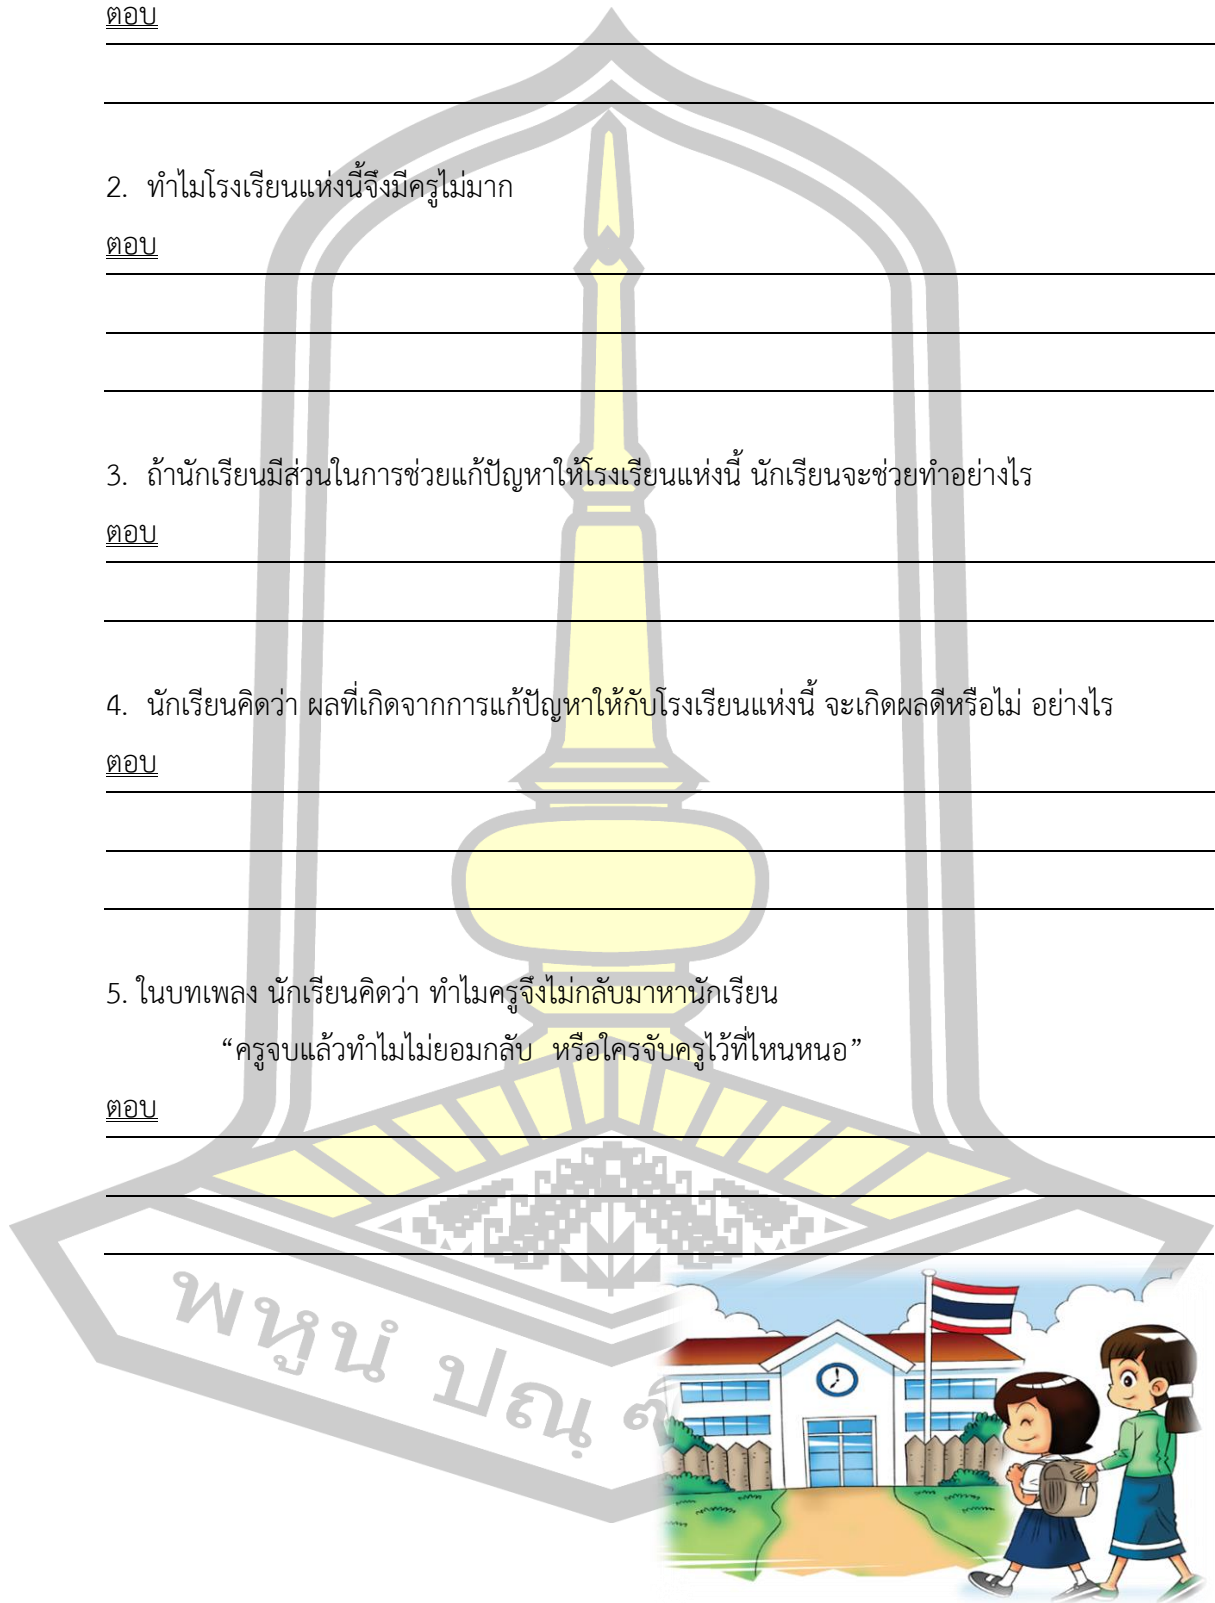 ตอบ
2. ทำไมโรงเรียนแห่งนี้จึงมีครูไม่มาก
ตอบ
3. ถ้านักเรียนมีส่วนในการช่วยแก้ปัญหาให้โรงเรียนแห่งนี้ นักเรียนจะช่วยทำอย่างไร
ตอบ
4. นักเรียนคิดว่า ผลที่เกิดจากการแก้ปัญหาให้กับโรงเรียนแห่งนี้ จะเกิดผลดีหรือไม่ อย่างไร
ตอบ
5. ในบทเพลง นักเรียนคิดว่า ทำไมครูจึงไม่กลับมาหานักเรียน
“ครูจบแล้วทำไมไม่ยอมกลับ หรือใครจับครูไว้ที่ไหนหนอ”
ตอบ
พหูนํ ปณฺ